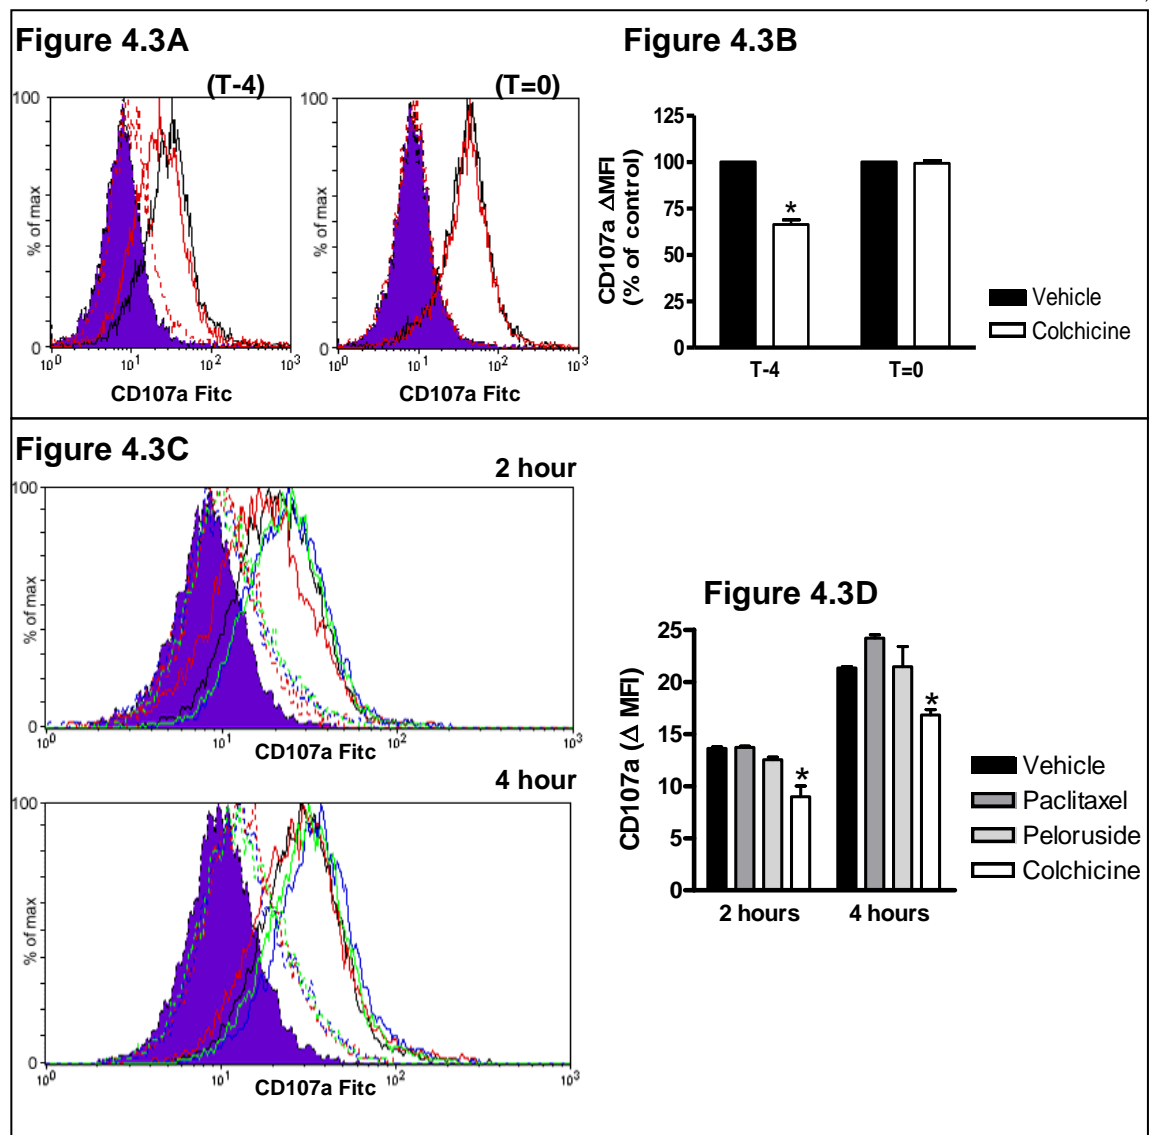 Figure 4.3A
Figure 4.3B
(T-4)
(T=0)
100
% of max
0
10^0 10^1 10^2 10^3
CD107a Fitc
100
% of max
0
10^0 10^1 10^2 10^3
CD107a Fitc
CD107a ΔMFI
(% of control)
125
100
75
50
25
0
*
T-4
T=0
Vehicle
Colchicine
Figure 4.3C
2 hour
100
% of max
0
10^0 10^1 10^2 10^3
CD107a Fitc
4 hour
100
% of max
0
10^0 10^1 10^2 10^3
CD107a Fitc
Figure 4.3D
CD107a (Δ MFI)
25
20
15
10
5
0
*
*
2 hours
4 hours
Vehicle
Paclitaxel
Peloruside
Colchicine